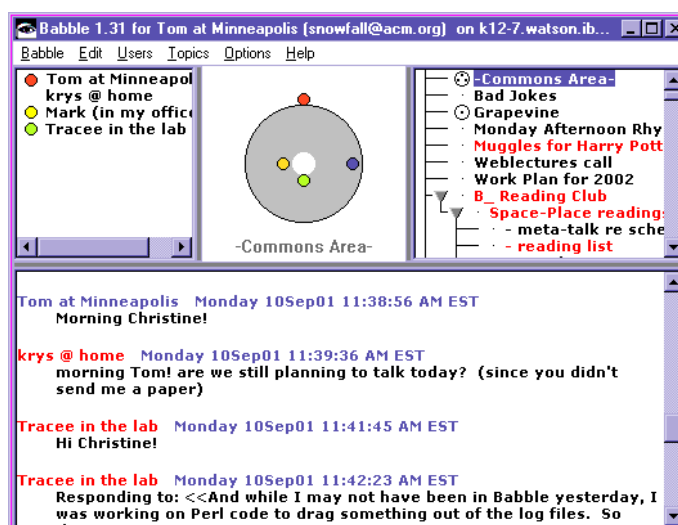 Babble 1.31 for Tom at Minneapolis (snowfall@acm.org) on k12-7.watson.ib...
Babble Edit Users Topics Options Help
Tom at Minneapol
krys @ home
Mark (in my offic
Tracee in the lab
-Commons Area-
-Commons Area-
Bad Jokes
Grapevine
Monday Afternoon Rhy
Muggles for Harry Pott
Weblectures call
Work Plan for 2002
B_ Reading Club
Space-Place readings
- meta-talk re sche
- reading list
Tom at Minneapolis Monday 10Sep01 11:38:56 AM EST
Morning Christine!
krys @ home Monday 10Sep01 11:39:36 AM EST
morning Tom! are we still planning to talk today? (since you didn't
send me a paper)
Tracee in the lab Monday 10Sep01 11:41:45 AM EST
Hi Christine!
Tracee in the lab Monday 10Sep01 11:42:23 AM EST
Responding to: <<And while I may not have been in Babble yesterday, I
was working on Perl code to drag something out of the log files. So